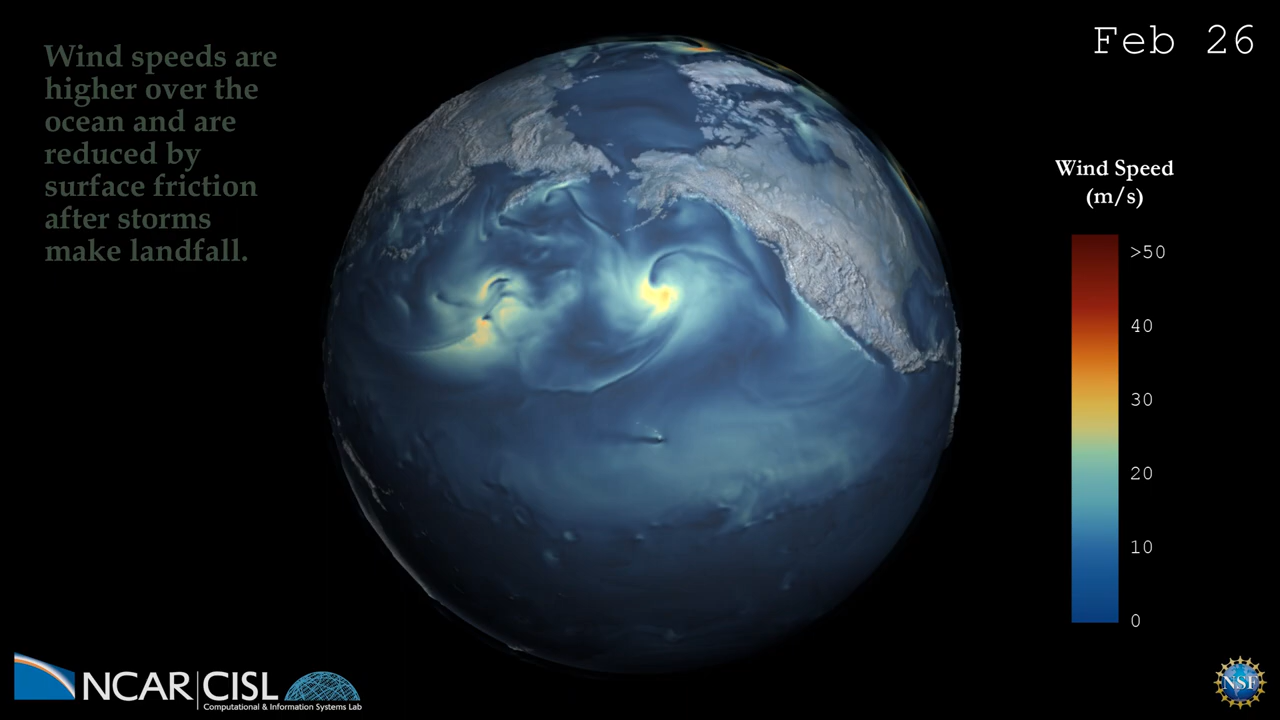 Wind speeds are
higher over the
ocean and are
reduced by
surface friction
after storms
make landfall.
Feb 26
Wind Speed
(m/s)
>50
40
30
20
10
0
NCAR|CISL
Computational & Information Systems Lab
NSF